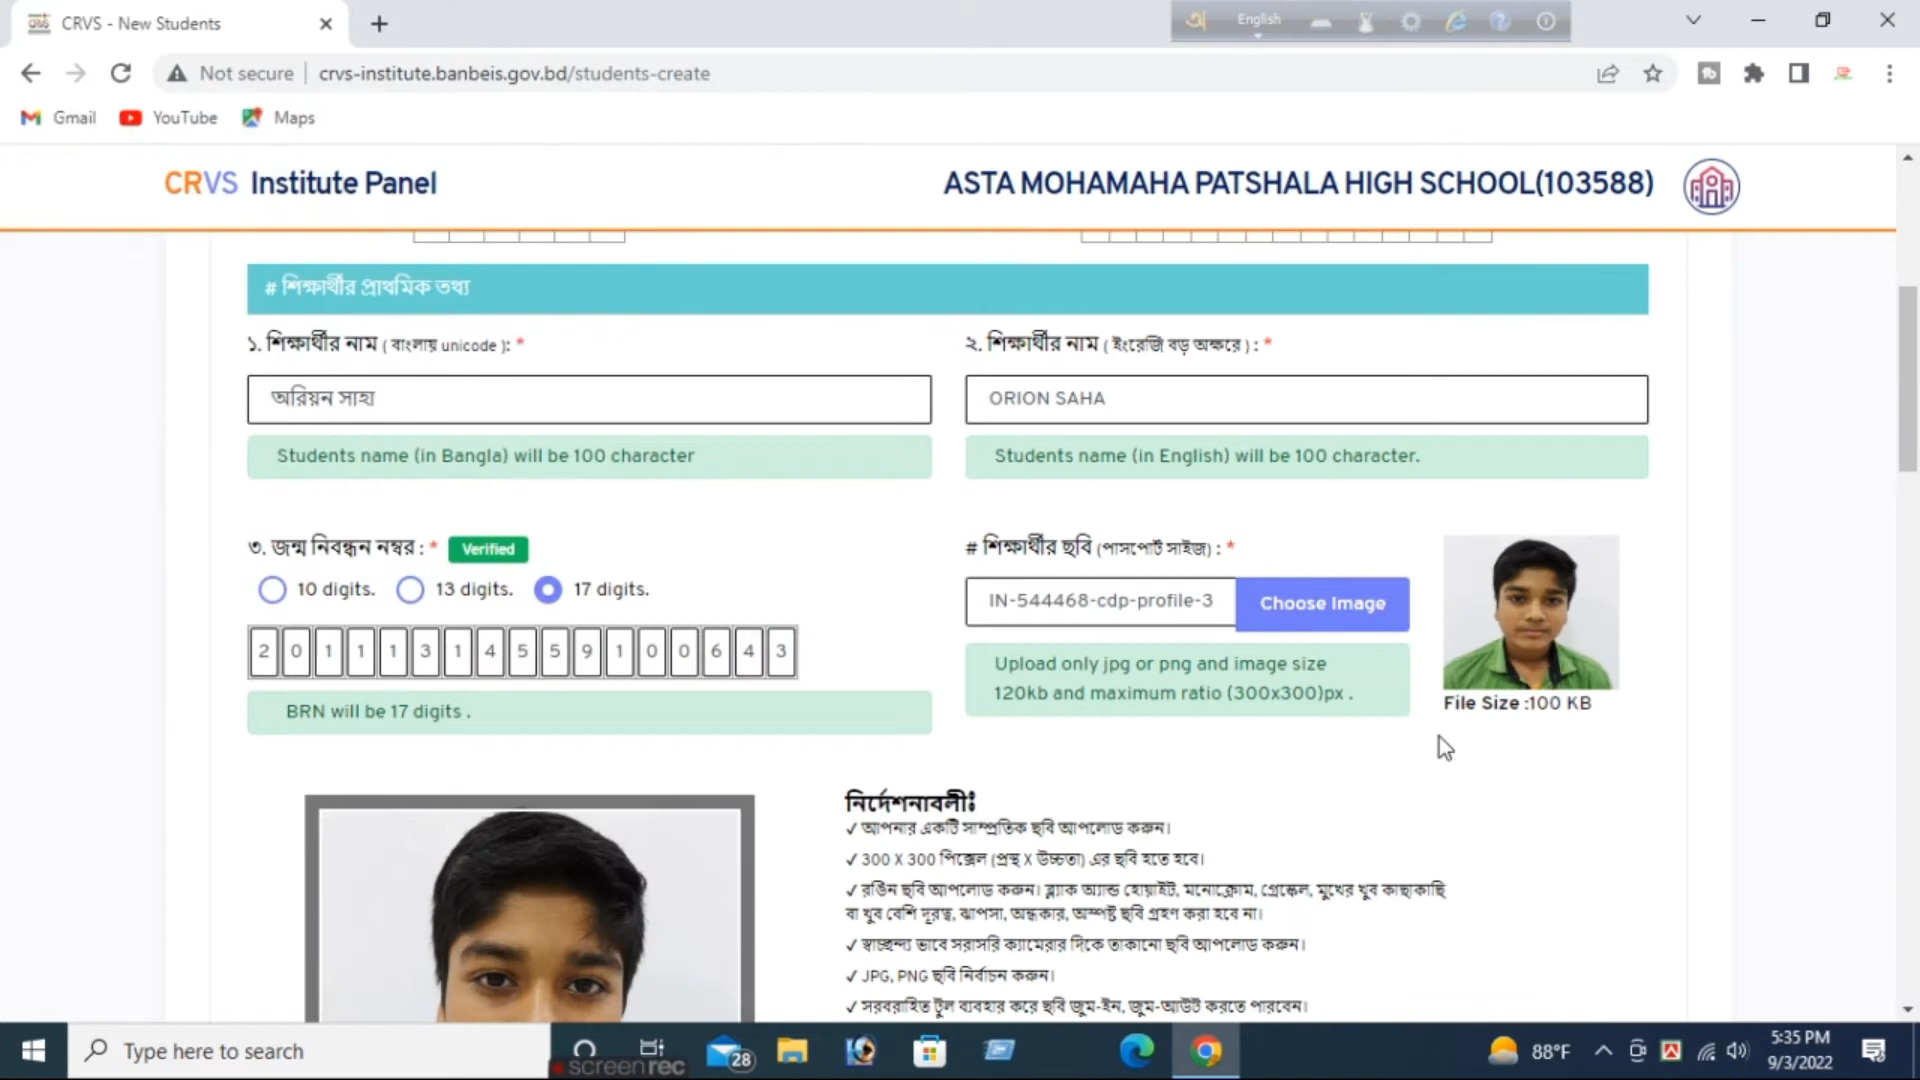 CRVS - New Students
অ English
Not secure crvs-institute.banbeis.gov.bd/students-create
Gmail YouTube Maps
CRVS Institute Panel
ASTA MOHAMAHA PATSHALA HIGH SCHOOL(103588)
# শিক্ষার্থীর প্রাথমিক তথ্য
১. শিক্ষার্থীর নাম ( বাংলায় unicode ): *
২. শিক্ষার্থীর নাম ( ইংরেজি বড় অক্ষরে ) : *
অরিয়ন সাহা
ORION SAHA
Students name (in Bangla) will be 100 character
Students name (in English) will be 100 character.
৩. জন্ম নিবন্ধন নম্বর : * Verified
# শিক্ষার্থীর ছবি (পাসপোর্ট সাইজ) : *
10 digits. 13 digits. 17 digits.
IN-544468-cdp-profile-3 Choose Image
2 0 1 1 1 3 1 4 5 5 9 1 0 0 6 4 3
Upload only jpg or png and image size
120kb and maximum ratio (300x300)px .
File Size :100 KB
BRN will be 17 digits .
নির্দেশনাবলীঃ
✓ আপনার একটি সাম্প্রতিক ছবি আপলোড করুন।
✓ 300 X 300 পিক্সেল (প্রস্থ X উচ্চতা) এর ছবি হতে হবে।
✓ রঙিন ছবি আপলোড করুন। ব্ল্যাক অ্যান্ড হোয়াইট, মনোক্রোম, গ্রেস্কেল, মুখের খুব কাছাকাছি
বা খুব বেশি দূরত্ব, ঝাপসা, অন্ধকার, অস্পষ্ট ছবি গ্রহণ করা হবে না।
✓ স্বাচ্ছন্দ্য ভাবে সরাসরি ক্যামেরার দিকে তাকানো ছবি আপলোড করুন।
✓ JPG, PNG ছবি নির্বাচন করুন।
✓ সরবরাহিত টুল ব্যবহার করে ছবি জুম-ইন, জুম-আউট করতে পারবেন।
Type here to search
screenrec
28
88°F
5:35 PM
9/3/2022